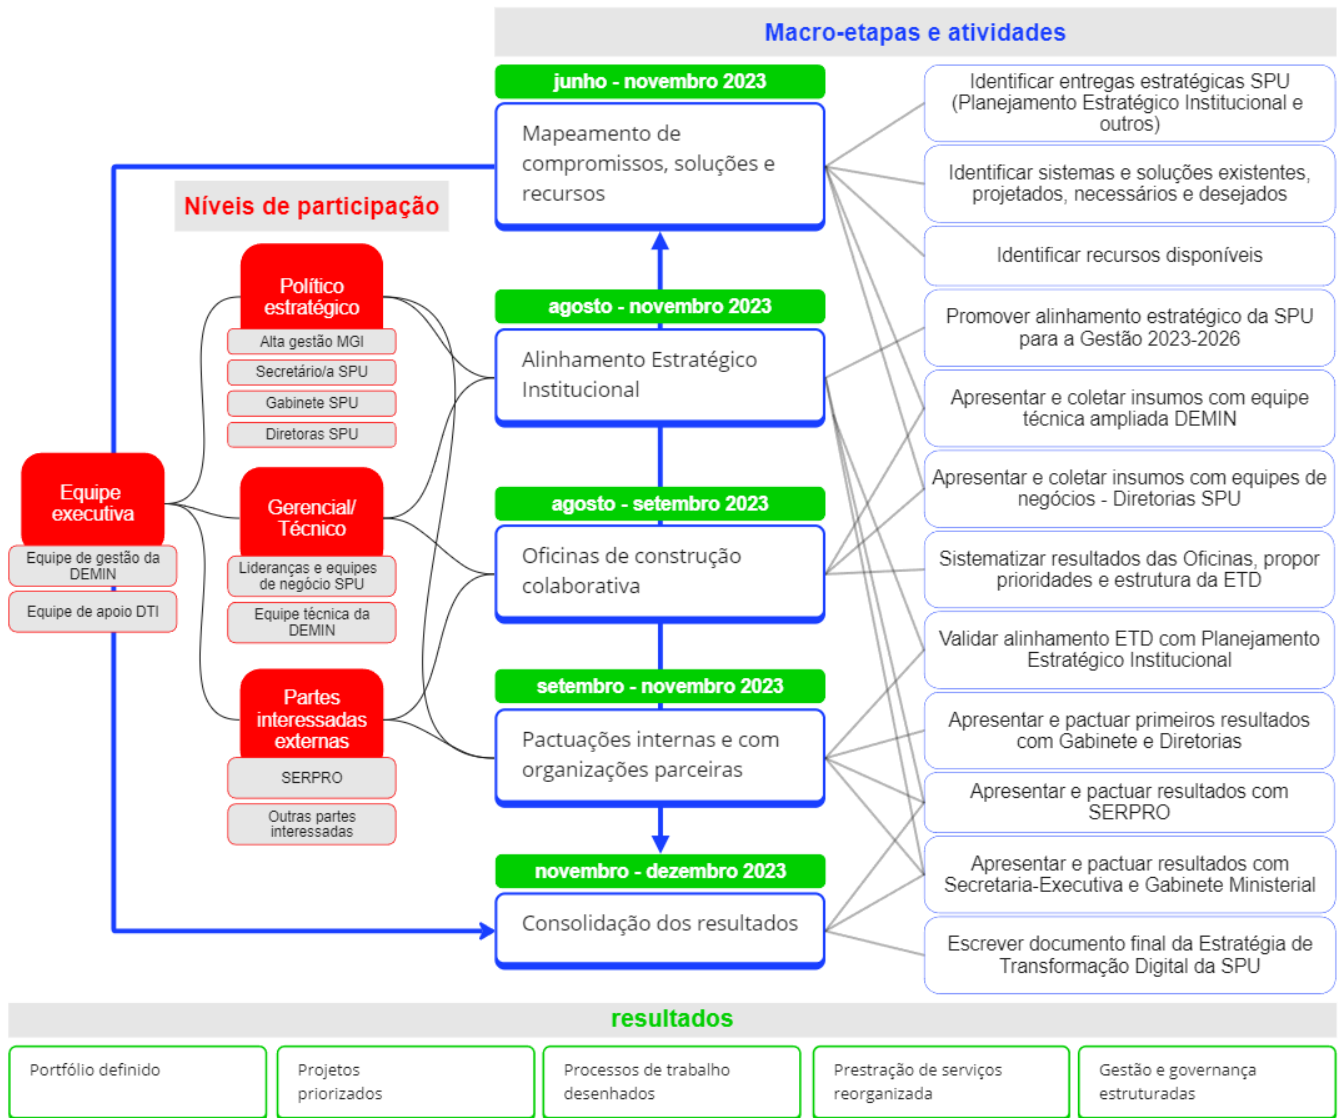 Macro-etapas e atividades
junho - novembro 2023
Mapeamento de
compromissos, soluções e
recursos
Níveis de participação
Político
estratégico
Alta gestão MGI
Secretário/a SPU
Gabinete SPU
Diretoras SPU
Equipe
executiva
Equipe de gestão da
DEMIN
Equipe de apoio DTI
Gerencial/
Técnico
Lideranças e equipes
de negócio SPU
Equipe técnica da
DEMIN
Partes
interessadas
externas
SERPRO
Outras partes
interessadas
agosto - novembro 2023
Alinhamento Estratégico
Institucional
agosto - setembro 2023
Oficinas de construção
colaborativa
setembro - novembro 2023
Pactuações internas e com
organizações parceiras
novembro - dezembro 2023
Consolidação dos resultados
Identificar entregas estratégicas SPU
(Planejamento Estratégico Institucional e
outros)
Identificar sistemas e soluções existentes,
projetados, necessários e desejados
Identificar recursos disponíveis
Promover alinhamento estratégico da SPU
para a Gestão 2023-2026
Apresentar e coletar insumos com equipe
técnica ampliada DEMIN
Apresentar e coletar insumos com equipes de
negócios - Diretorias SPU
Sistematizar resultados das Oficinas, propor
prioridades e estrutura da ETD
Validar alinhamento ETD com Planejamento
Estratégico Institucional
Apresentar e pactuar primeiros resultados
com Gabinete e Diretorias
Apresentar e pactuar resultados com
SERPRO
Apresentar e pactuar resultados com
Secretaria-Executiva e Gabinete Ministerial
Escrever documento final da Estratégia de
Transformação Digital da SPU
resultados
Portfólio definido
Projetos
priorizados
Processos de trabalho
desenhados
Prestração de serviços
reorganizada
Gestão e governança
estruturadas